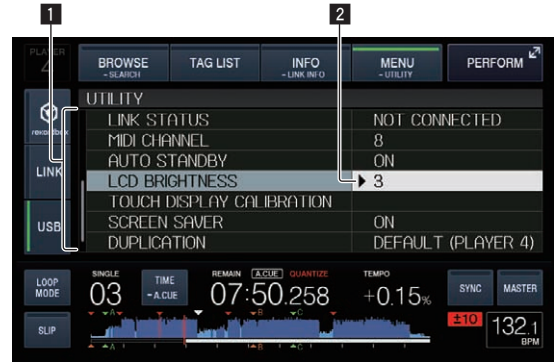 1 2
PLAYER
4
BROWSE
- SEARCH
TAG LIST
INFO
- LINK INFO
MENU
- UTILITY
PERFORM
rekordbox
LINK
USB
UTILITY
LINK STATUS NOT CONNECTED
MIDI CHANNEL 8
AUTO STANDBY ON
LCD BRIGHTNESS 3
TOUCH DISPLAY CALIBRATION
SCREEN SAVER ON
DUPLICATION DEFAULT (PLAYER 4)
LOOP
MODE
SLIP
SINGLE
03
TIME
- A.CUE
REMAIN A.CUE QUANTIZE
07:50.258
TEMPO
+0.15%
SYNC
MASTER
A B C
A B C
±10
132.1
BPM